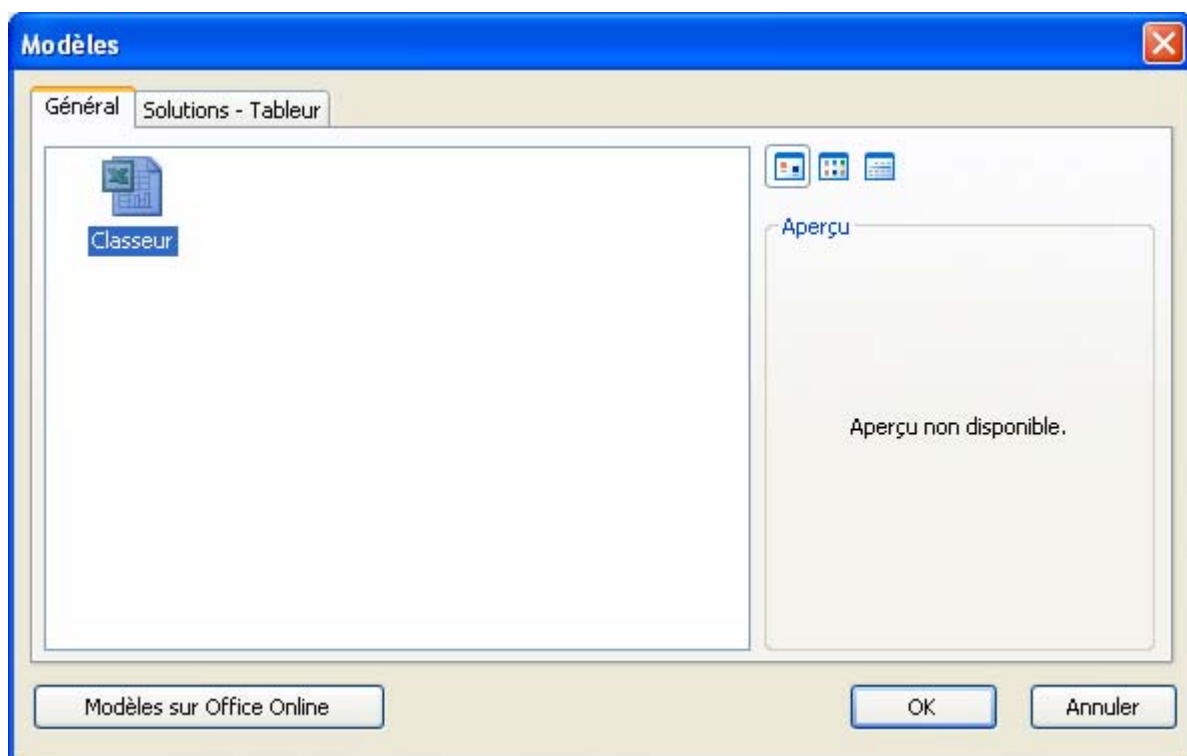 Modèles
Général
Solutions - Tableur
Classeur
Aperçu
Aperçu non disponible.
Modèles sur Office Online
OK
Annuler